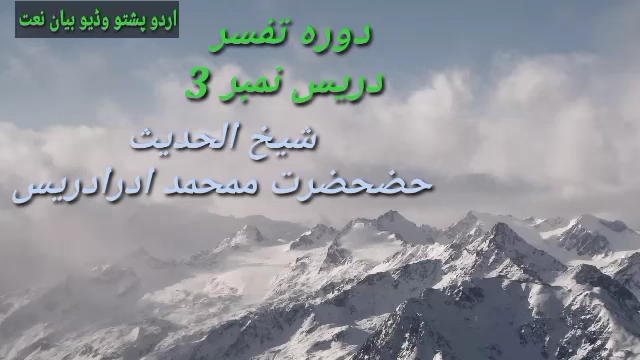 اردو پشتو وڈیو بیان نعت
دوره تفسر
دریس نمبر 3
شیخ الحدیث
حضحضرت ممحمد ادرادریس